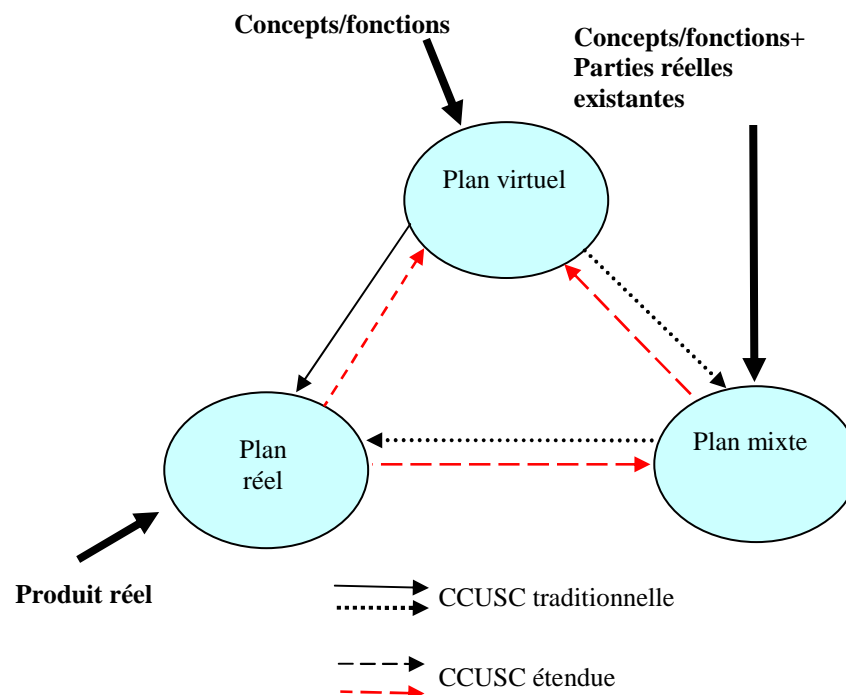 Concepts/fonctions
Concepts/fonctions+
Parties réelles
existantes
Plan virtuel
Plan
réel
Plan mixte
Produit réel
CCUSC traditionnelle
CCUSC étendue